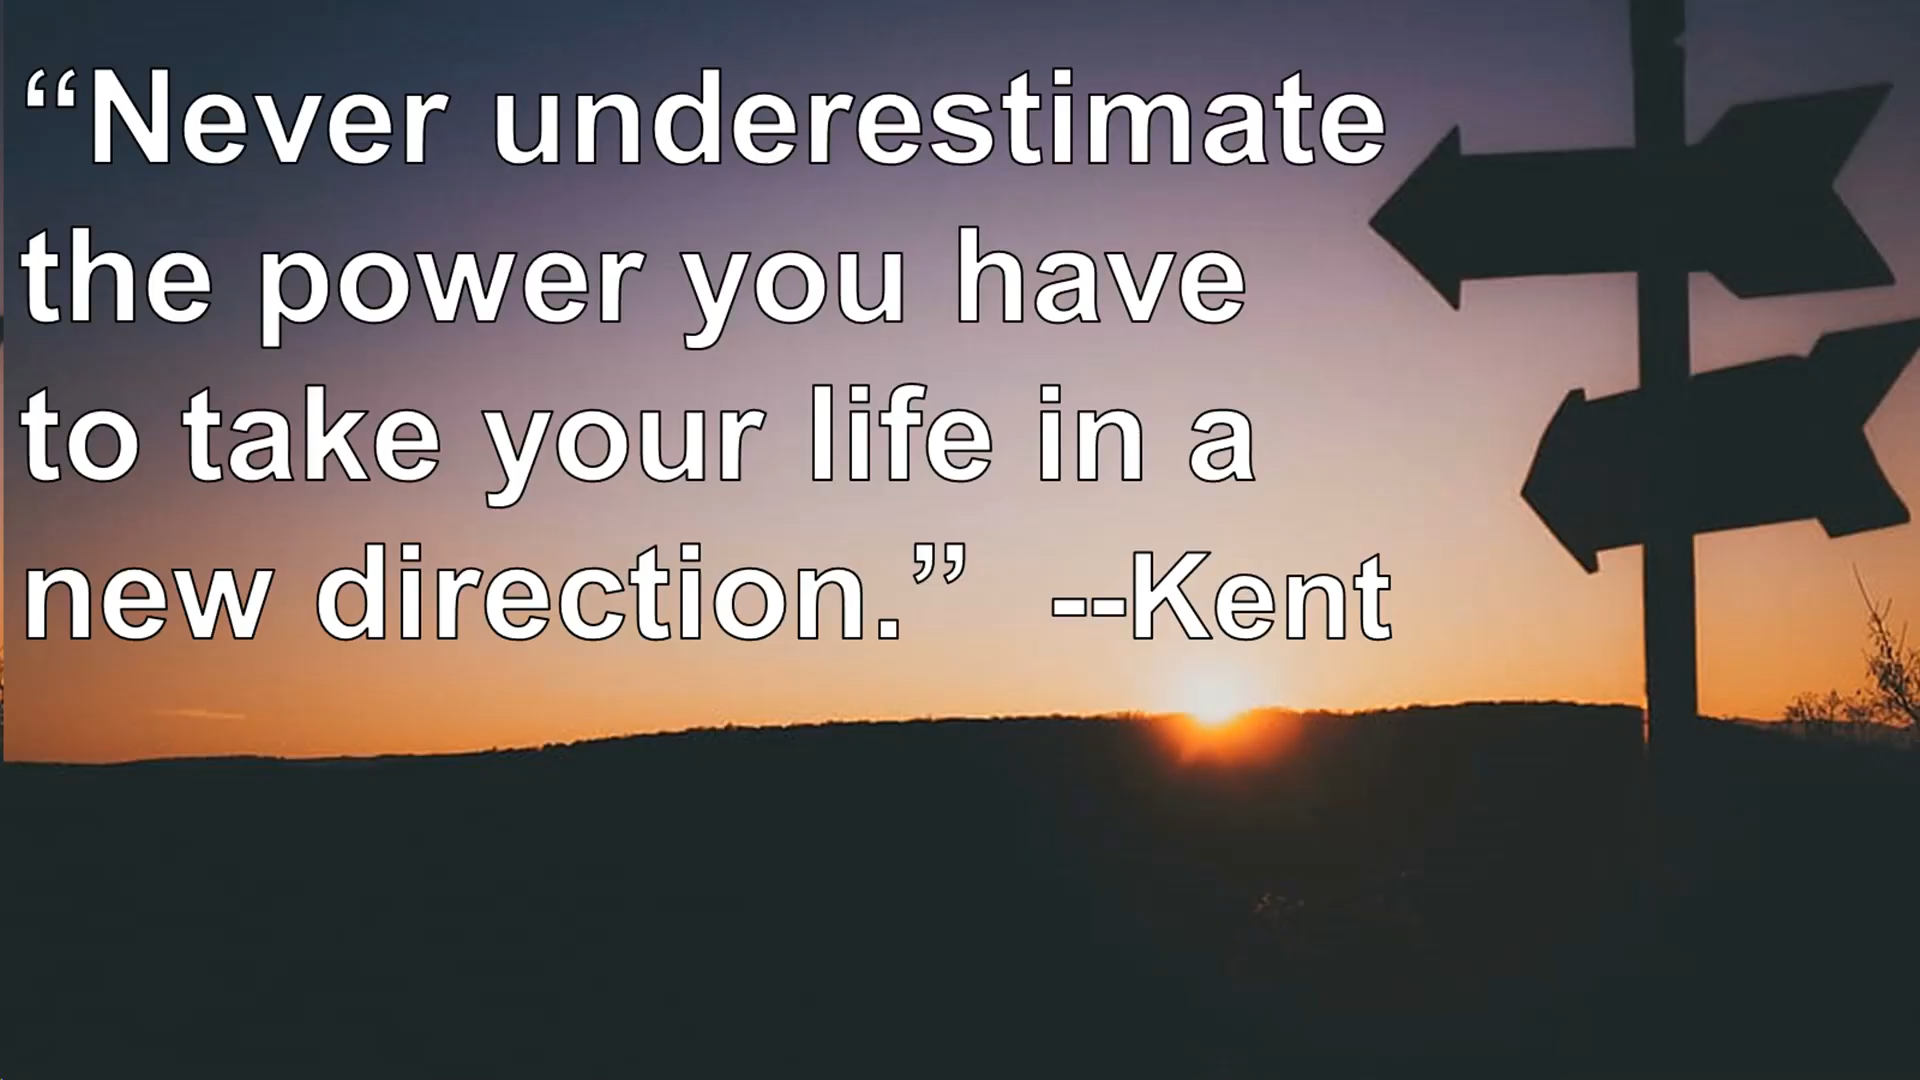 “Never underestimate
the power you have
to take your life in a
new direction.” --Kent